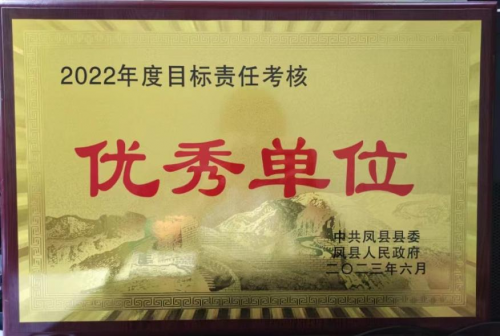 2022年度目标责任考核
优秀单位
中共凤县县委
凤县人民政府
二〇二三年六月